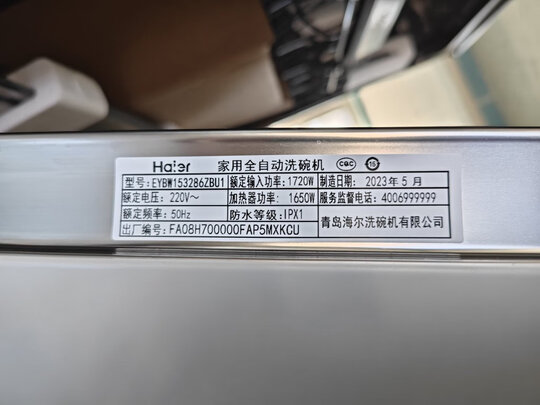 Haier 家用全自动洗碗机 CQC 15
型号: EYBW153286ZBU1 额定输入功率: 1720W 制造日期: 2023年5月
额定电压: 220V～ 加热器功率: 1650W 服务监督电话: 4006999999
额定频率: 50Hz 防水等级: IPX1 青岛海尔洗碗机有限公司
出厂编号: FA08H700000FAP5MXKCU